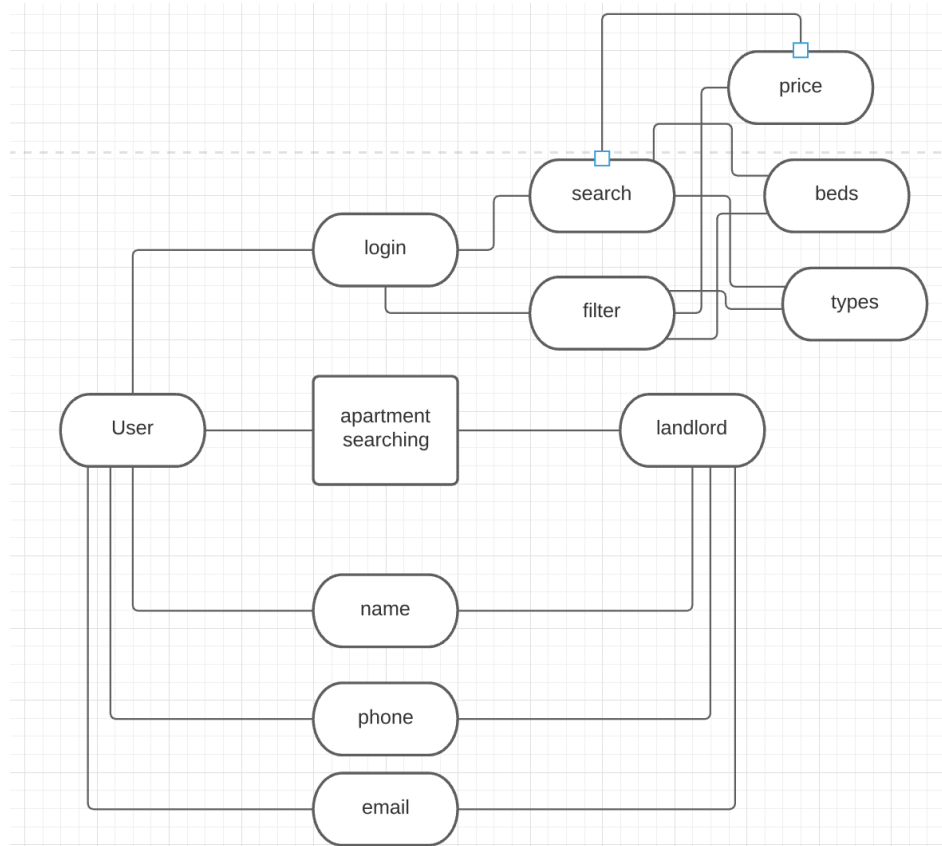 price
search
beds
login
types
filter
User
apartment
searching
landlord
name
phone
email